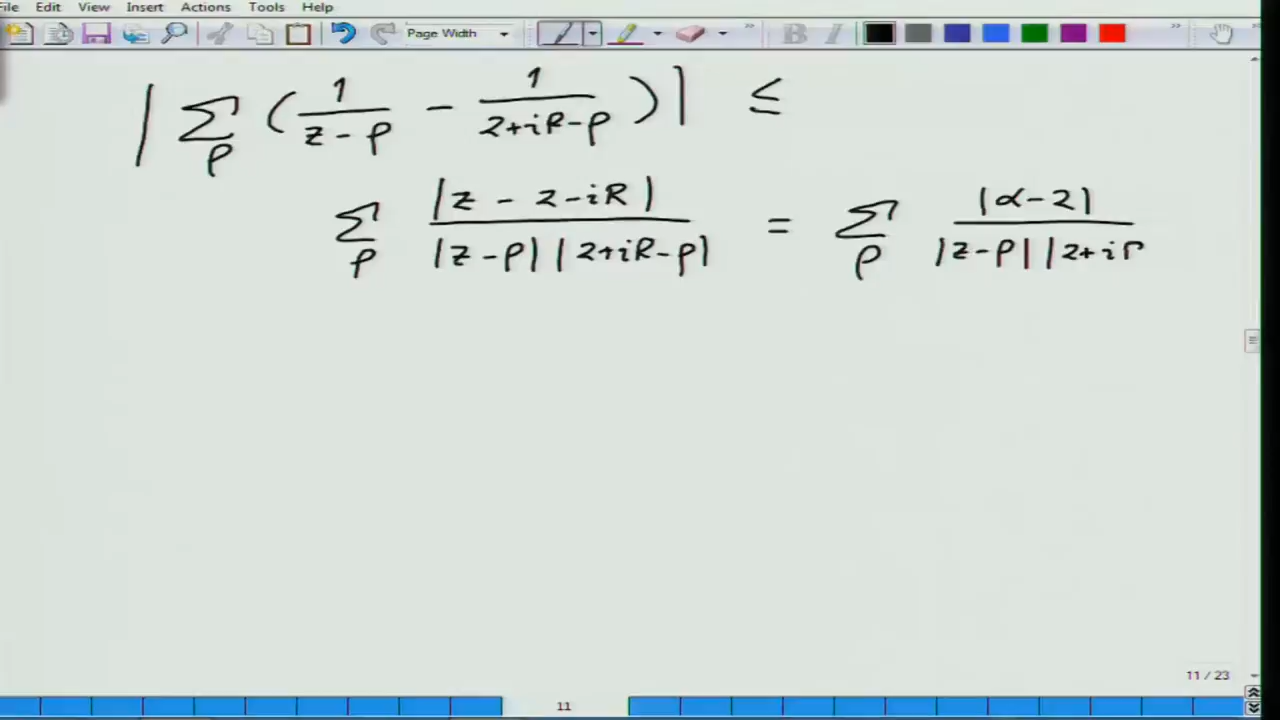 File Edit View Insert Actions Tools Help
Page Width B I
| Σ_ρ ( 1/(z-ρ) - 1/(2+iR-ρ) ) | ≤
Σ_ρ |z - 2-iR| / |z-ρ| |2+iR-ρ| = Σ_ρ |α-2| / |z-ρ| |2+i
11 / 23
11